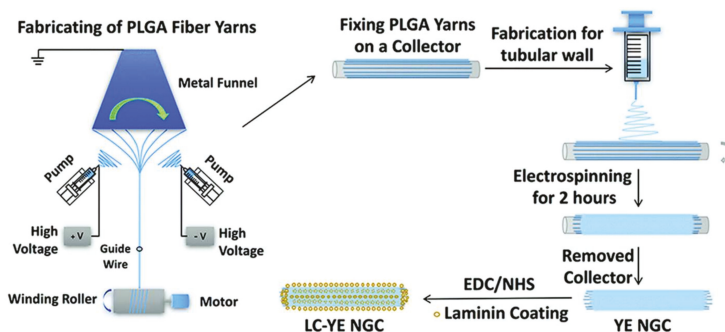 Fabricating of PLGA Fiber Yarns
Metal Funnel
Pump
Pump
High
Voltage
+ V
- V
High
Voltage
Guide
Wire
Winding Roller
Motor
Fixing PLGA Yarns
on a Collector
Fabrication for
tubular wall
Electrospinning
for 2 hours
Removed
Collector
YE NGC
EDC/NHS
Laminin Coating
LC-YE NGC